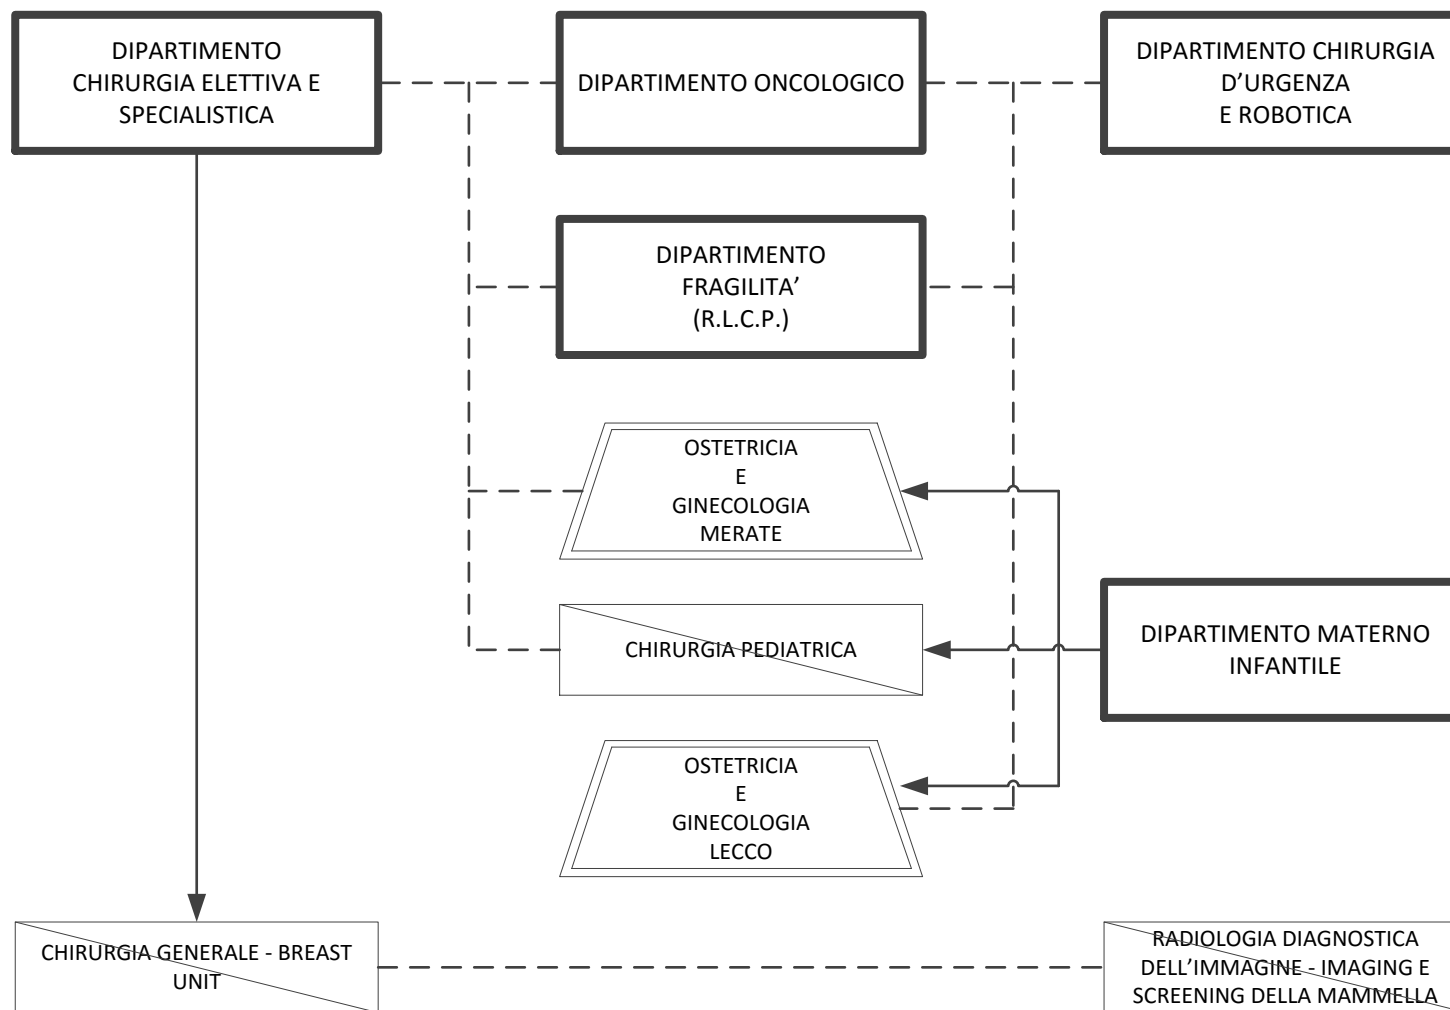 DIPARTIMENTO
CHIRURGIA ELETTIVA E
SPECIALISTICA
DIPARTIMENTO ONCOLOGICO
DIPARTIMENTO CHIRURGIA
D’URGENZA
E ROBOTICA
DIPARTIMENTO
FRAGILITA’
(R.L.C.P.)
OSTETRICIA
E
GINECOLOGIA
MERATE
CHIRURGIA PEDIATRICA
DIPARTIMENTO MATERNO
INFANTILE
OSTETRICIA
E
GINECOLOGIA
LECCO
CHIRURGIA GENERALE - BREAST
UNIT
RADIOLOGIA DIAGNOSTICA
DELL’IMMAGINE - IMAGING E
SCREENING DELLA MAMMELLA